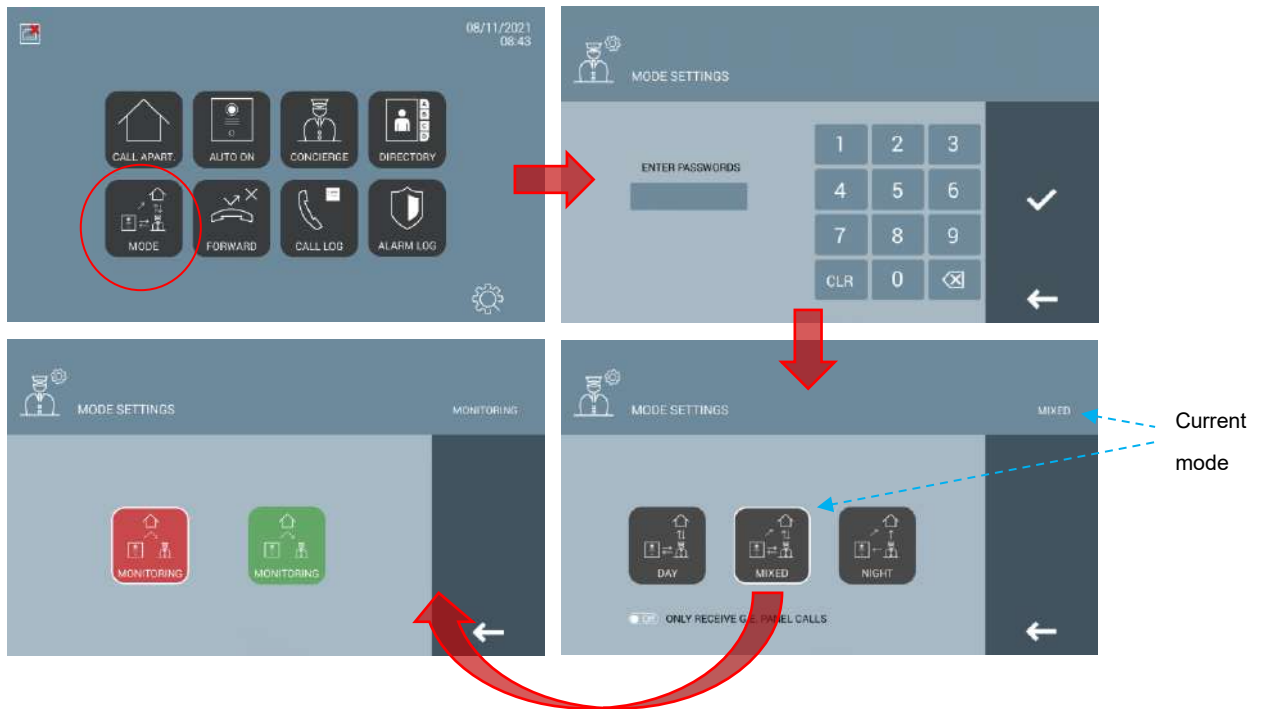 08/11/2021
08:43
CALL APART.
AUTO ON
CONCIERGE
A
B
C
D
DIRECTORY
MODE
FORWARD
CALL LOG
ALARM LOG
MODE SETTINGS
ENTER PASSWORDS
1 2 3
4 5 6
7 8 9
CLR 0
MODE SETTINGS
MONITORING
MONITORING
MONITORING
MODE SETTINGS
MIXED
DAY
MIXED
NIGHT
Off
ONLY RECEIVE G.E. PANEL CALLS
Current
mode